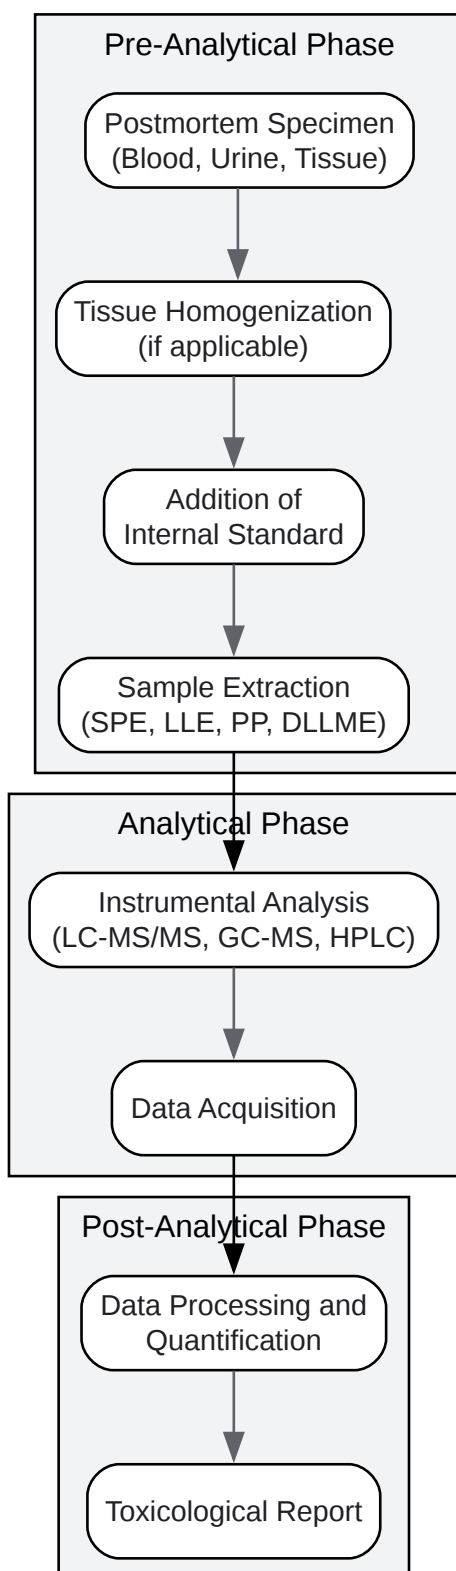 Pre-Analytical Phase
Postmortem Specimen
(Blood, Urine, Tissue)
Tissue Homogenization
(if applicable)
Addition of
Internal Standard
Sample Extraction
(SPE, LLE, PP, DLLME)
Analytical Phase
Instrumental Analysis
(LC-MS/MS, GC-MS, HPLC)
Data Acquisition
Post-Analytical Phase
Data Processing and
Quantification
Toxicological Report